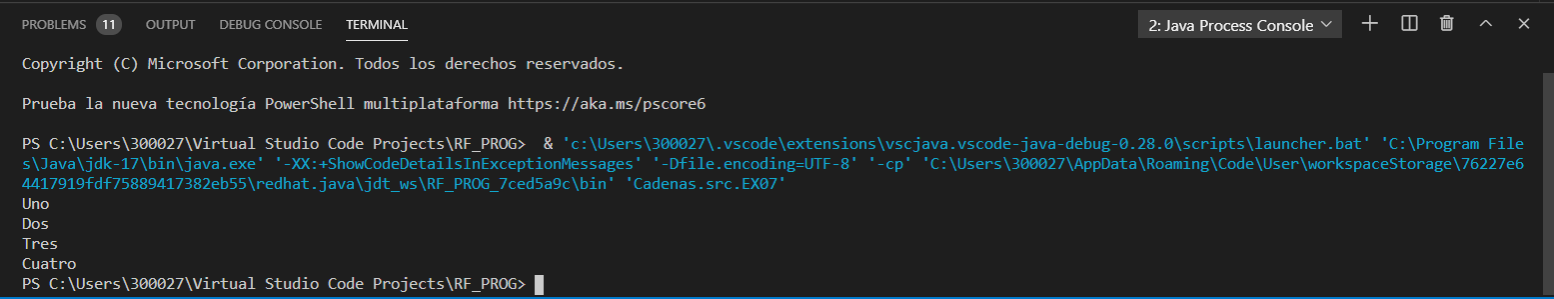 PROBLEMS 11 OUTPUT DEBUG CONSOLE TERMINAL 2: Java Process Console
Copyright (C) Microsoft Corporation. Todos los derechos reservados.
Prueba la nueva tecnología PowerShell multiplataforma https://aka.ms/pscore6
PS C:\Users\300027\Virtual Studio Code Projects\RF_PROG>  & 'c:\Users\300027\.vscode\extensions\vscjava.vscode-java-debug-0.28.0\scripts\launcher.bat' 'C:\Program File
s\Java\jdk-17\bin\java.exe' '-XX:+ShowCodeDetailsInExceptionMessages' '-Dfile.encoding=UTF-8' '-cp' 'C:\Users\300027\AppData\Roaming\Code\User\workspaceStorage\76227e6
4417919fdf75889417382eb55\redhat.java\jdt_ws\RF_PROG_7ced5a9c\bin' 'Cadenas.src.EX07'
Uno
Dos
Tres
Cuatro
PS C:\Users\300027\Virtual Studio Code Projects\RF_PROG>